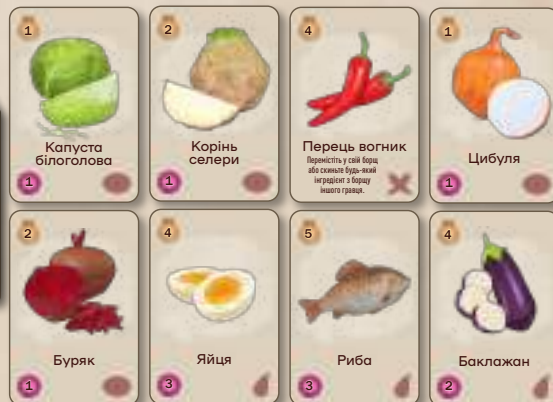 1
2
4
1
Капуста
білоголова
Корінь
селери
Перець вогник
Перемістіть у свій борщ
або скиньте будь-який
інгредієнт з борщу
іншого гравця.
Цибуля
1
1
1
2
4
5
4
Буряк
Яйця
Риба
Баклажан
1
3
3
2